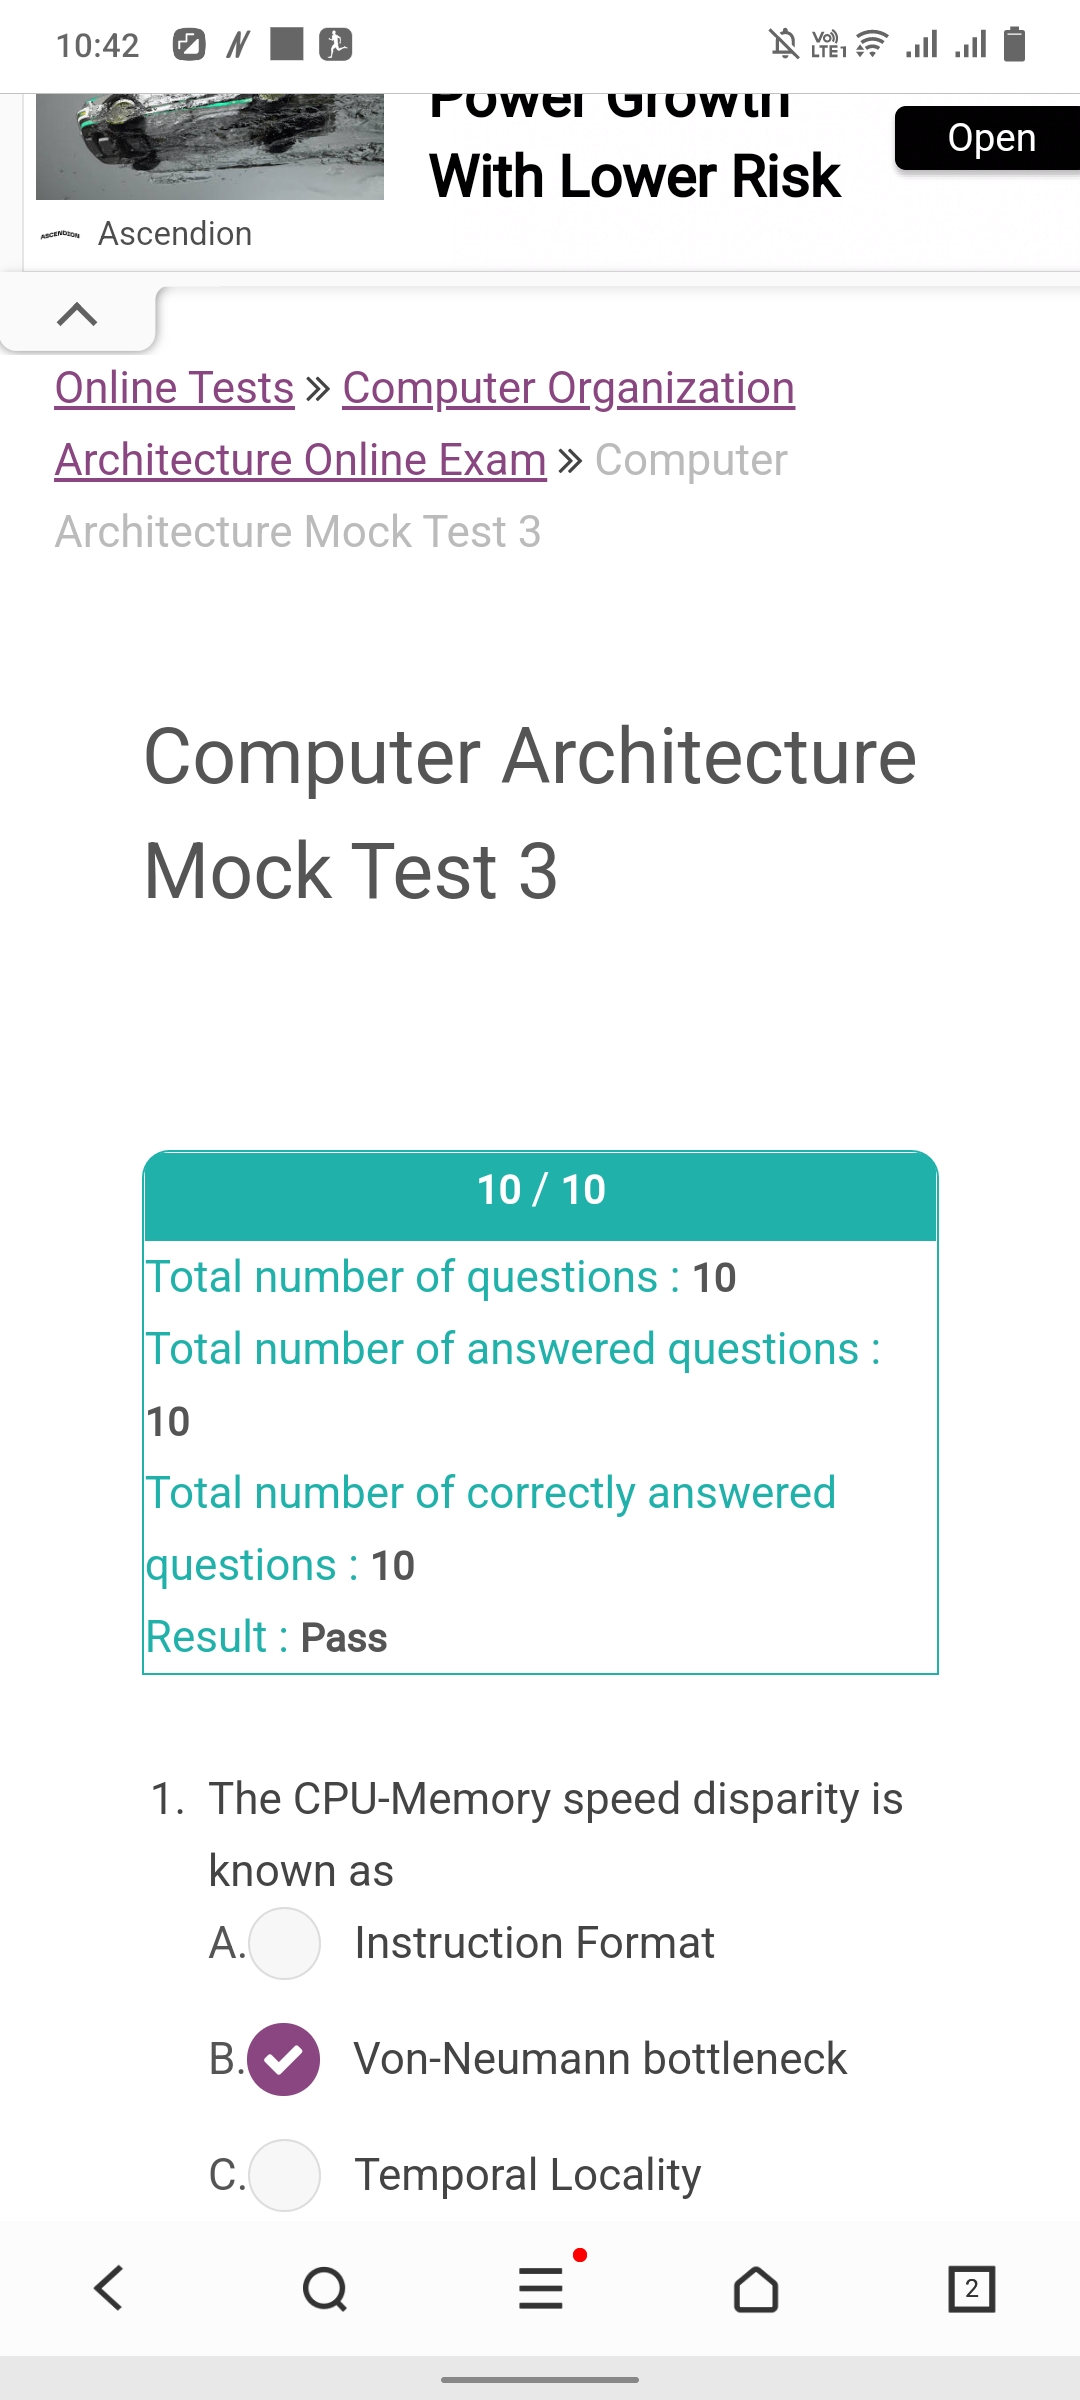 10:42
Vo)) LTE1
Power Growth
With Lower Risk
Open
ASCENDION Ascendion
Online Tests » Computer Organization
Architecture Online Exam » Computer
Architecture Mock Test 3
Computer Architecture
Mock Test 3
10 / 10
Total number of questions : 10
Total number of answered questions :
10
Total number of correctly answered
questions : 10
Result : Pass
1. The CPU-Memory speed disparity is
known as
A. Instruction Format
B. Von-Neumann bottleneck
C. Temporal Locality
2